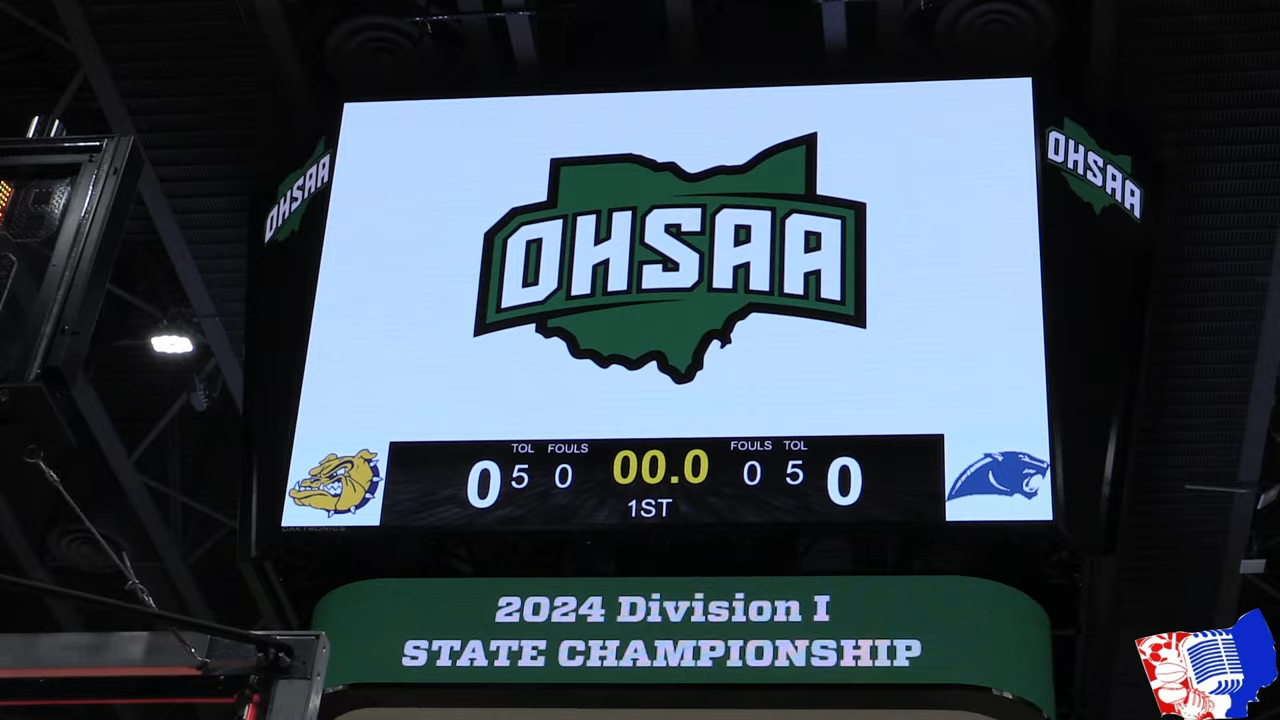 OHSAA
OHSAA
OHSAA
TOL FOULS FOULS TOL
0 5 0 00.0 0 5 0
1ST
DAKTRONICS
2024 Division I
STATE CHAMPIONSHIP